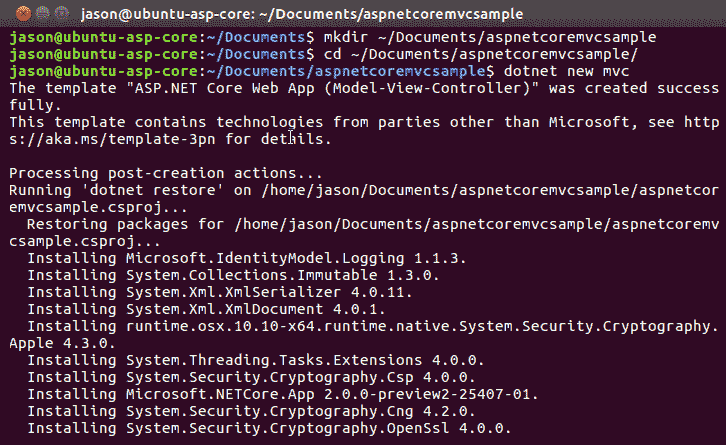 jason@ubuntu-asp-core: ~/Documents/aspnetcoremvcsample
jason@ubuntu-asp-core:~/Documents$ mkdir ~/Documents/aspnetcoremvcsample
jason@ubuntu-asp-core:~/Documents$ cd ~/Documents/aspnetcoremvcsample/
jason@ubuntu-asp-core:~/Documents/aspnetcoremvcsample$ dotnet new mvc
The template "ASP.NET Core Web App (Model-View-Controller)" was created success
fully.
This template contains technologies from parties other than Microsoft, see http
s://aka.ms/template-3pn for details.
Processing post-creation actions...
Running 'dotnet restore' on /home/jason/Documents/aspnetcoremvcsample/aspnetcor
emvcsample.csproj...
  Restoring packages for /home/jason/Documents/aspnetcoremvcsample/aspnetcoremv
csample.csproj...
  Installing Microsoft.IdentityModel.Logging 1.1.3.
  Installing System.Collections.Immutable 1.3.0.
  Installing System.Xml.XmlSerializer 4.0.11.
  Installing System.Xml.XmlDocument 4.0.1.
  Installing runtime.osx.10.10-x64.runtime.native.System.Security.Cryptography.
Apple 4.3.0.
  Installing System.Threading.Tasks.Extensions 4.0.0.
  Installing System.Security.Cryptography.Csp 4.0.0.
  Installing Microsoft.NETCore.App 2.0.0-preview2-25407-01.
  Installing System.Security.Cryptography.Cng 4.2.0.
  Installing System.Security.Cryptography.OpenSsl 4.0.0.